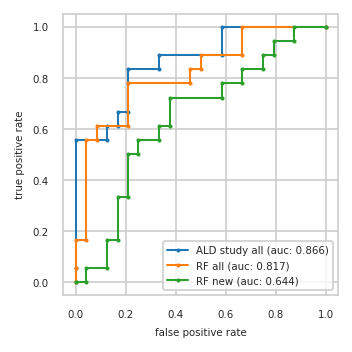 1.0
0.8
0.6
0.4
0.2
0.0
true positive rate
ALD study all (auc: 0.866)
RF all (auc: 0.817)
RF new (auc: 0.644)
0.0 0.2 0.4 0.6 0.8 1.0
false positive rate